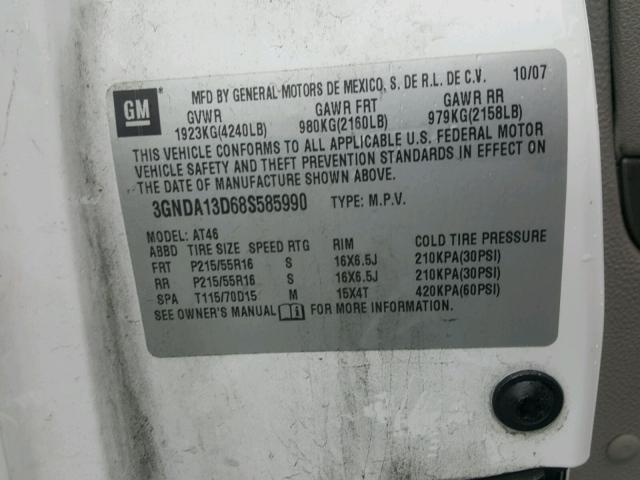 GM ®
MFD BY GENERAL MOTORS DE MEXICO, S. DE R.L. DE C.V. 10/07
GVWR GAWR FRT GAWR RR
1923KG(4240LB) 980KG(2160LB) 979KG(2158LB)
THIS VEHICLE CONFORMS TO ALL APPLICABLE U.S. FEDERAL MOTOR
VEHICLE SAFETY AND THEFT PREVENTION STANDARDS IN EFFECT ON
THE DATE OF MANUFACTURE SHOWN ABOVE.
3GNDA13D68S585990 TYPE: M.P.V.
MODEL: AT46
ABBD TIRE SIZE SPEED RTG RIM COLD TIRE PRESSURE
FRT P215/55R16 S 16X6.5J 210KPA(30PSI)
RR P215/55R16 S 16X6.5J 210KPA(30PSI)
SPA T115/70D15 M 15X4T 420KPA(60PSI)
SEE OWNER'S MANUAL FOR MORE INFORMATION.